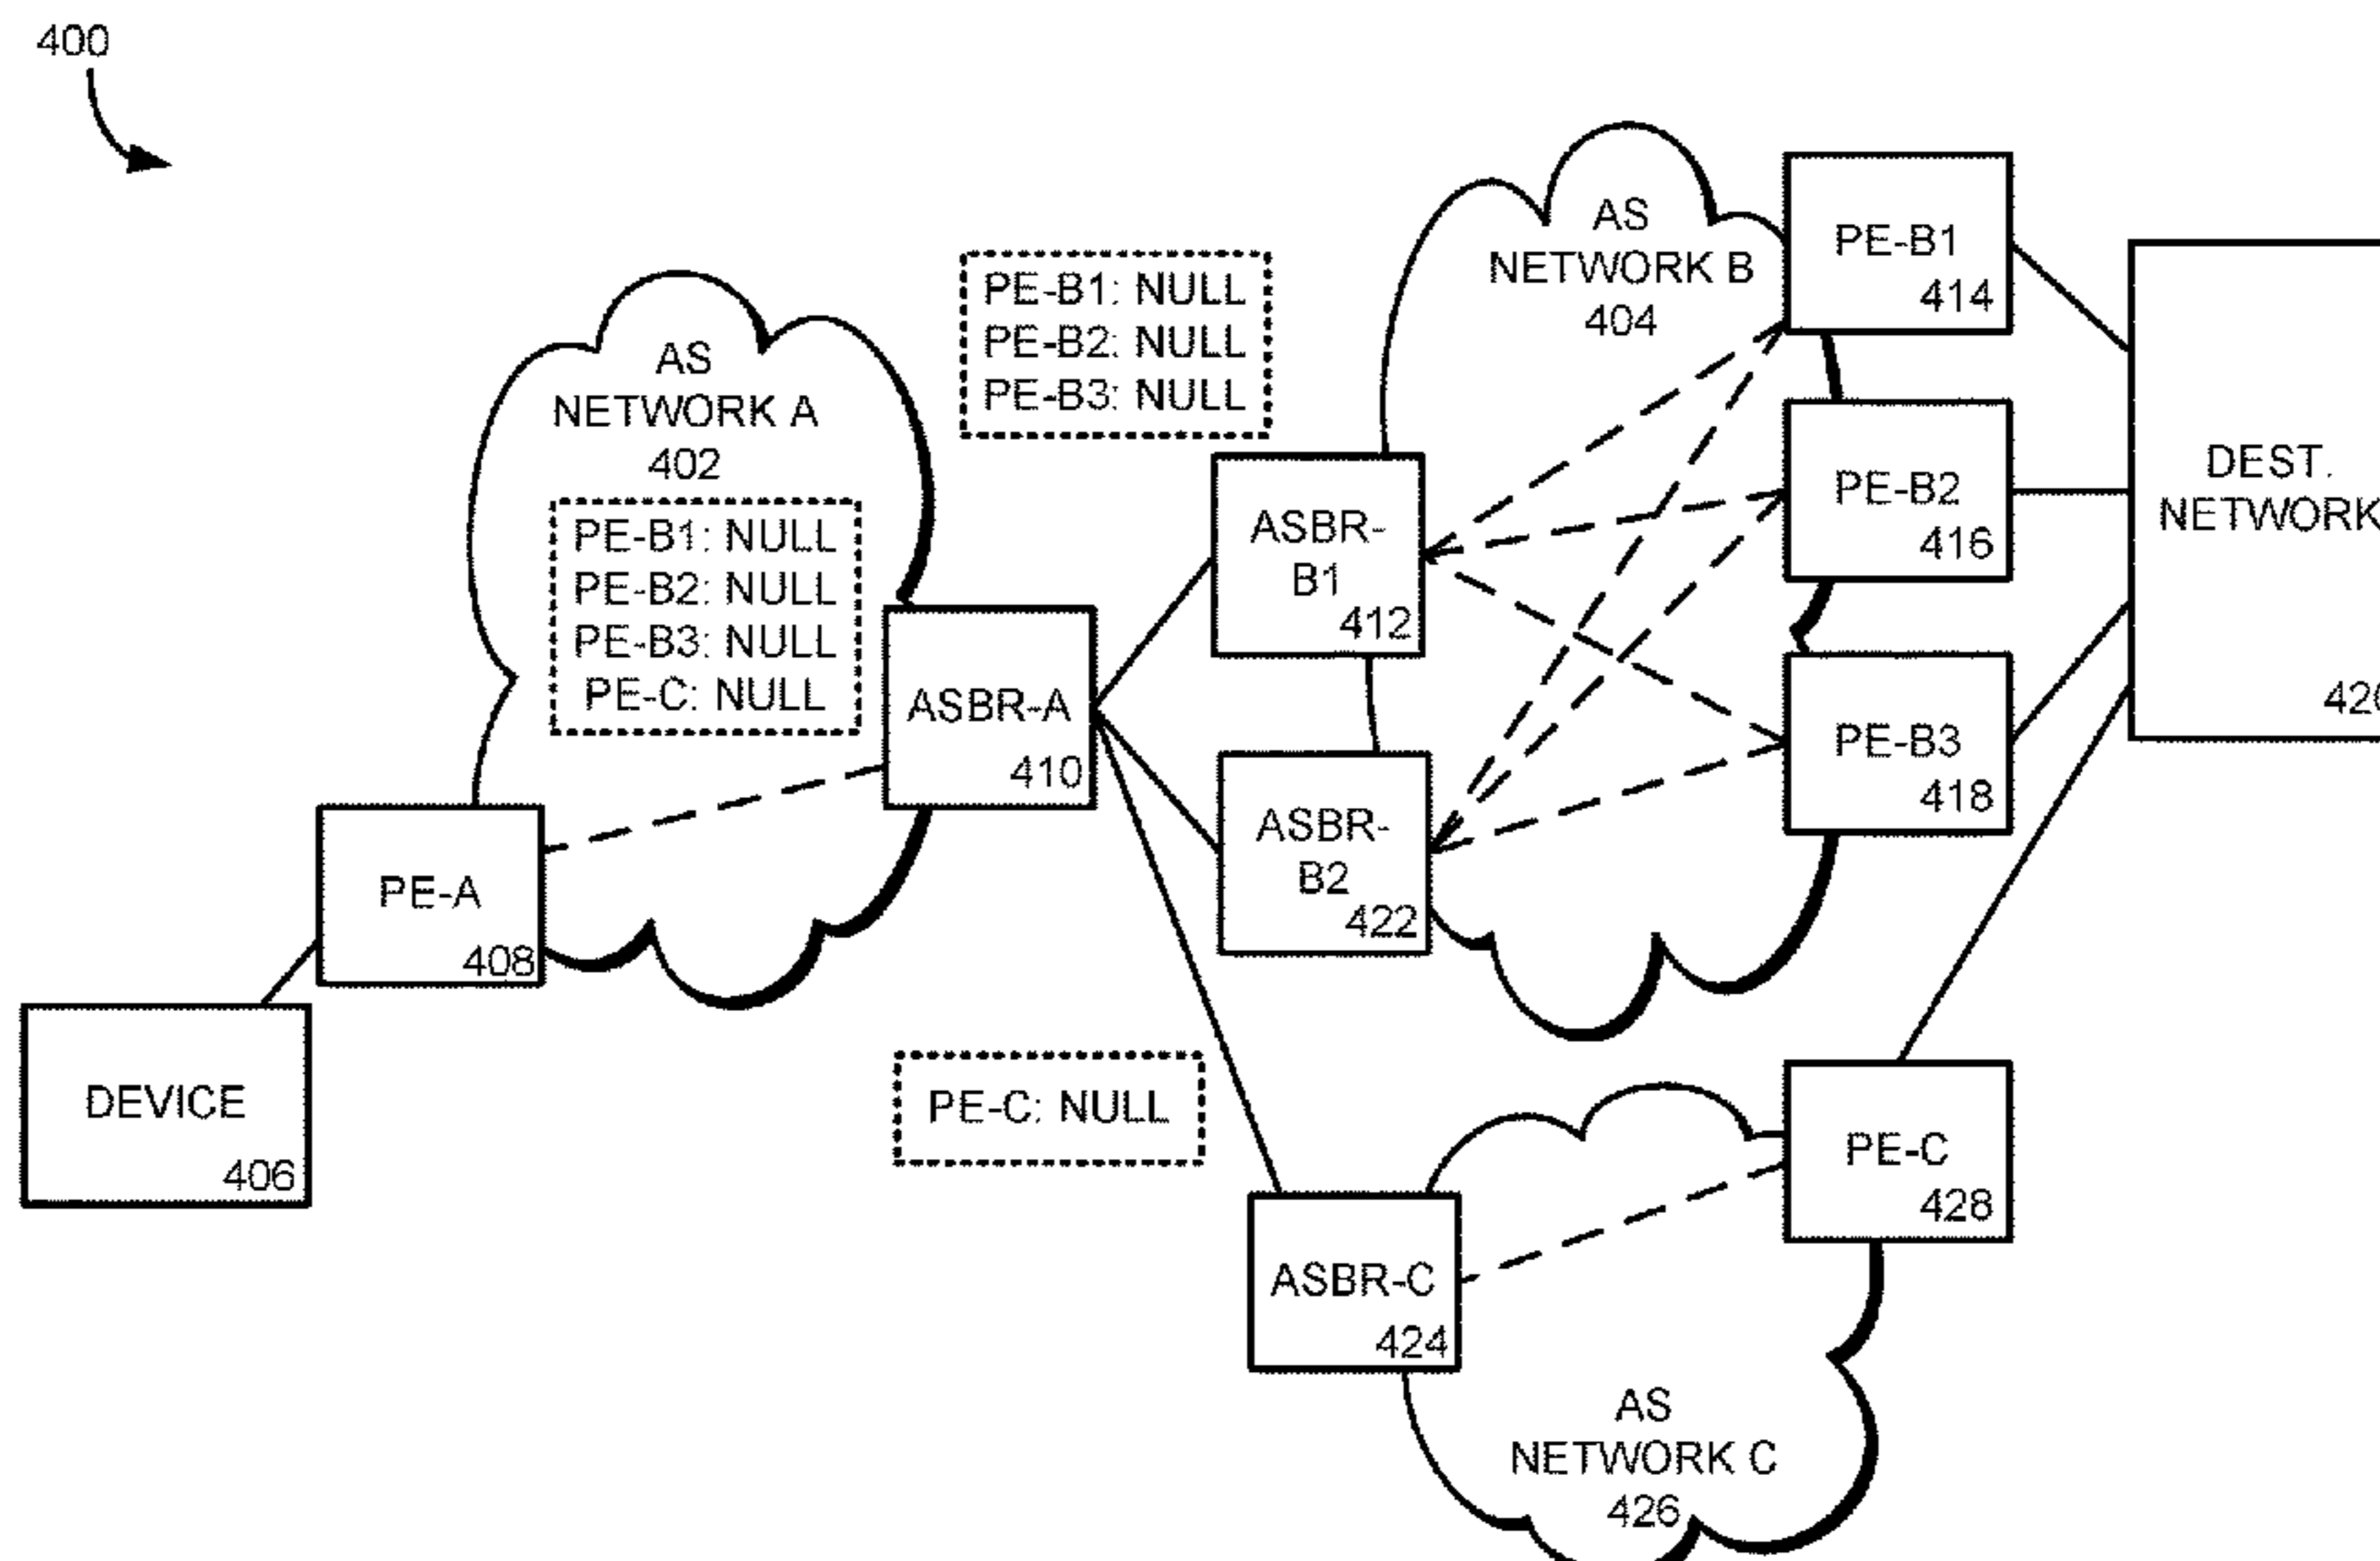 400
AS
NETWORK A
402
PE-B1: NULL
PE-B2: NULL
PE-B3: NULL
PE-C: NULL
PE-A
408
DEVICE
406
ASBR-A
410
PE-B1: NULL
PE-B2: NULL
PE-B3: NULL
AS
NETWORK B
404
ASBR-
B1
412
ASBR-
B2
422
PE-B1
414
PE-B2
416
PE-B3
418
DEST.
NETWORK
PE-C: NULL
ASBR-C
424
PE-C
428
AS
NETWORK C
426